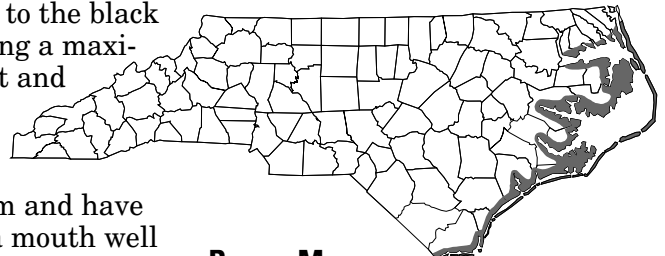 to the black
ng a maxi-
t and
m and have
mouth well